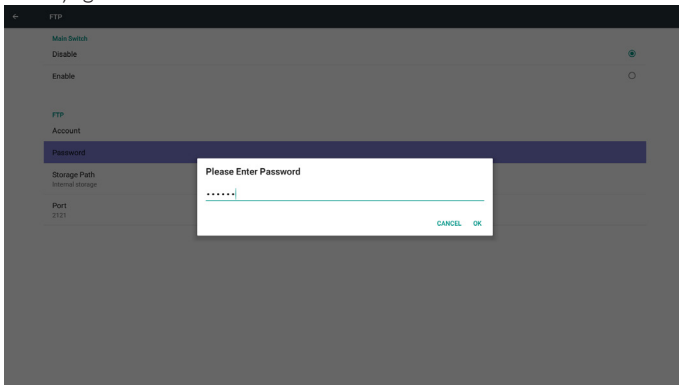 FTP
Main Switch
Disable
Enable
FTP
Account
Password
Storage Path
Internal storage
Port
2121
Please Enter Password
••••••
CANCEL OK